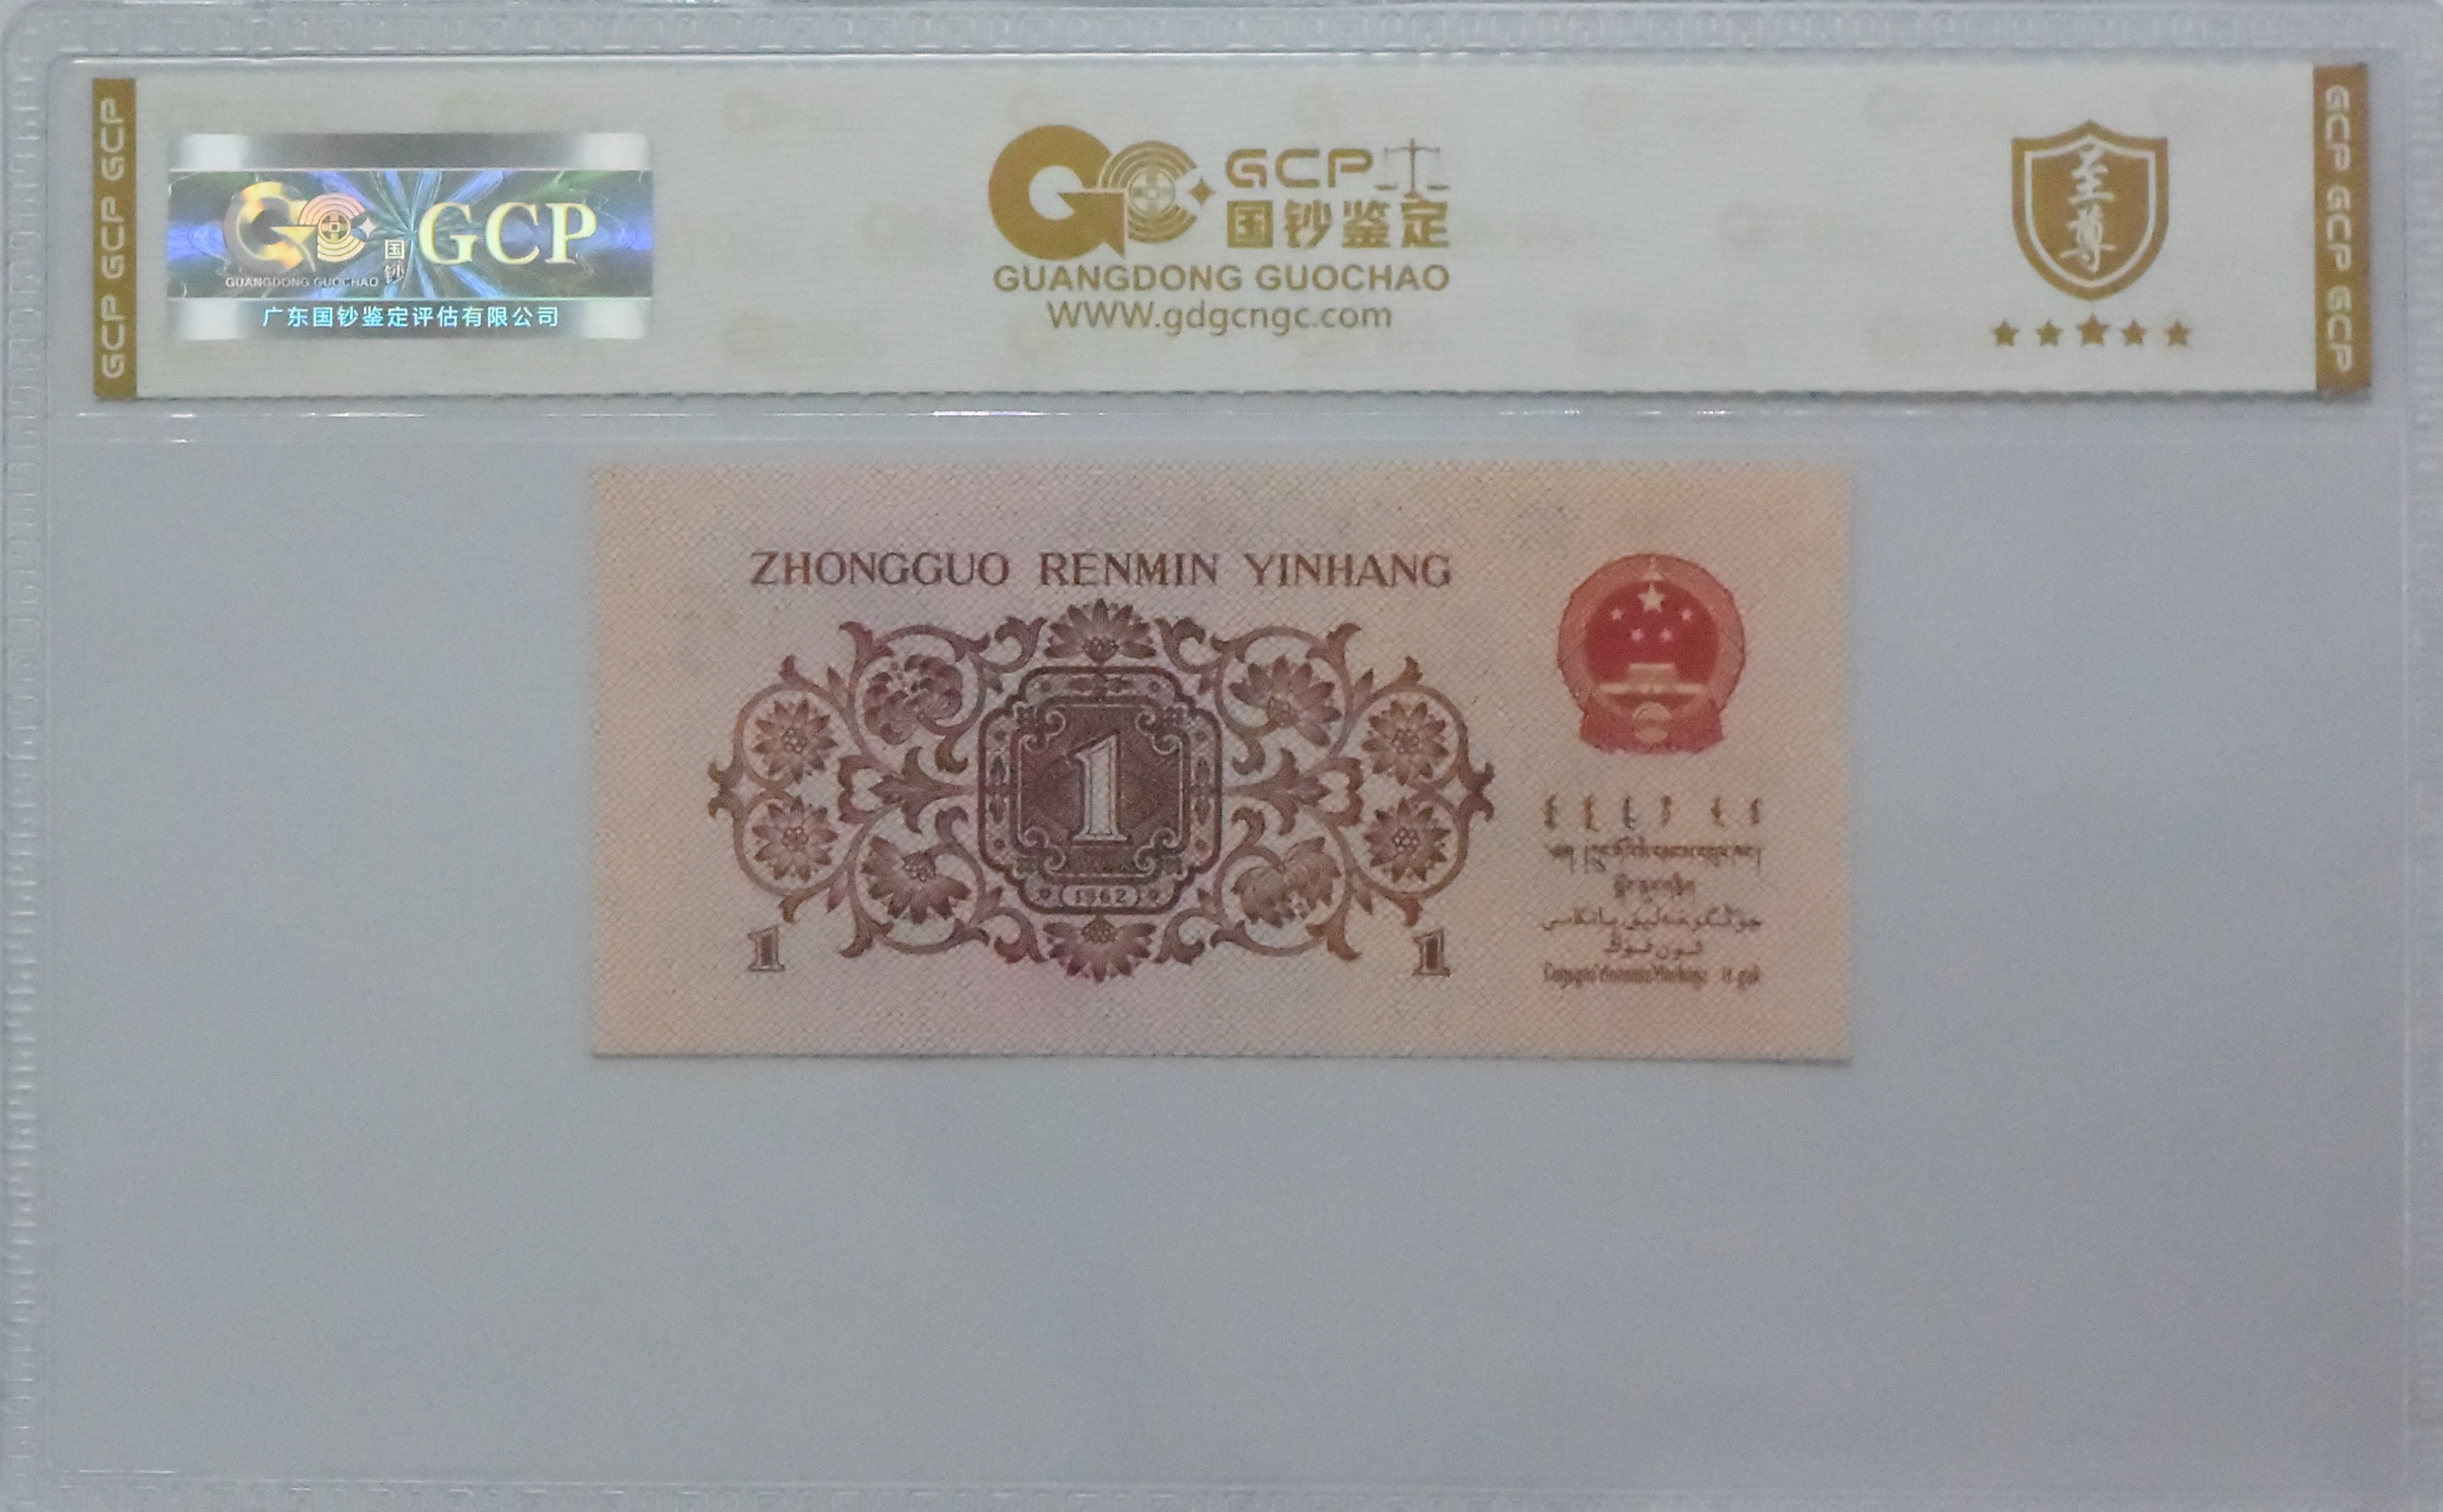 GCP GCP GCP
国钞 GCP
GUANGDONG GUOCHAO
广东国钞鉴定评估有限公司
GCP
国钞鉴定
GUANGDONG GUOCHAO
WWW.gdgcngc.com
至尊
GCP GCP GCP
ZHONGGUO RENMIN YINHANG
1
1962
1
1